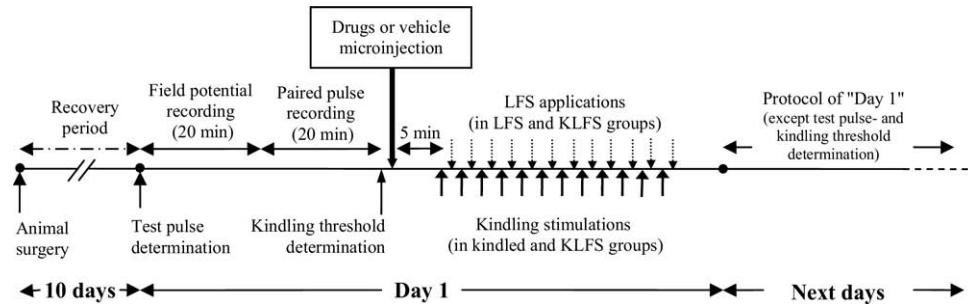 Drugs or vehicle
microinjection
Recovery
period
Field potential
recording
(20 min)
Paired pulse
recording
(20 min)
5 min
LFS applications
(in LFS and KLFS groups)
Protocol of "Day 1"
(except test pulse- and
kindling threshold
determination)
Animal
surgery
Test pulse
determination
Kindling threshold
determination
Kindling stimulations
(in kindled and KLFS groups)
10 days
Day 1
Next days